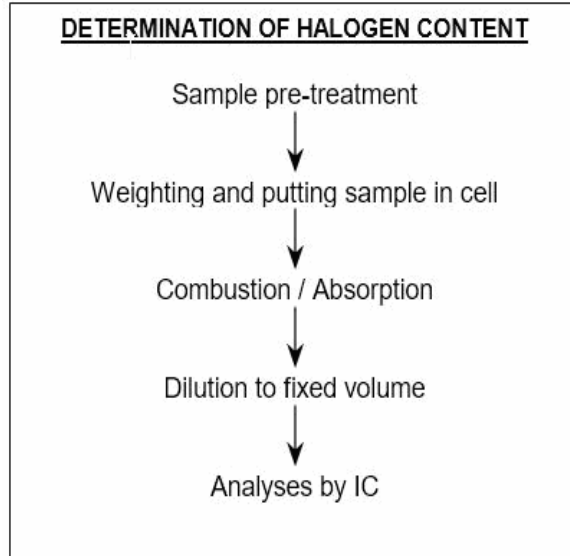 DETERMINATION OF HALOGEN CONTENT
Sample pre-treatment
Weighting and putting sample in cell
Combustion / Absorption
Dilution to fixed volume
Analyses by IC